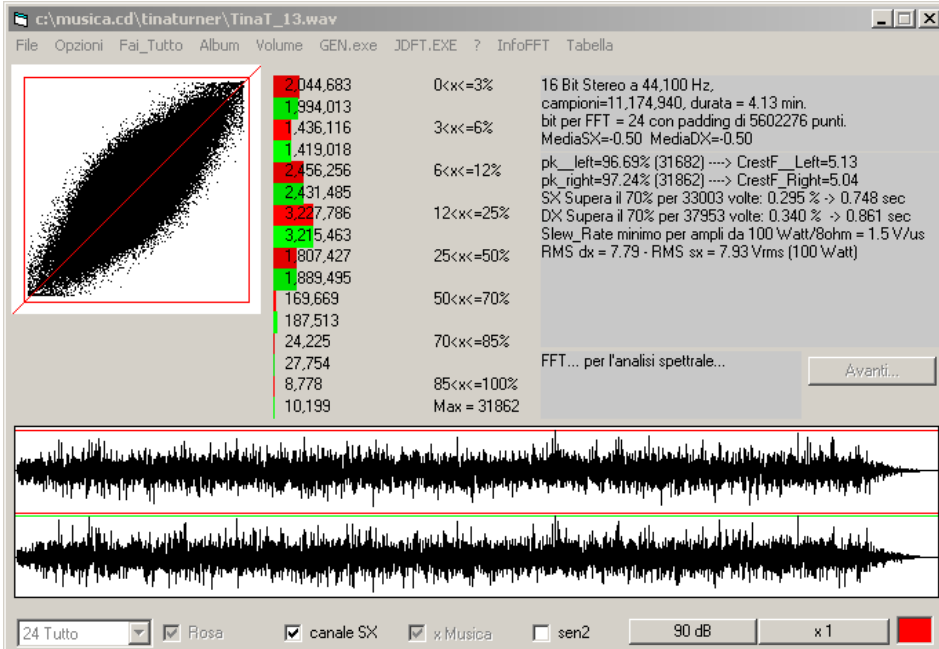 c:\musica.cd\tinaturner\TinaT_13.wav
File Opzioni Fai_Tutto Album Volume GEN.exe JDFT.EXE ? InfoFFT Tabella
2,044,683 0<x<=3%
1,994,013
1,436,116 3<x<=6%
1,419,018
2,456,256 6<x<=12%
2,431,485
3,227,786 12<x<=25%
3,215,463
1,807,427 25<x<=50%
1,889,495
169,669 50<x<=70%
187,513
24,225 70<x<=85%
27,754
8,778 85<x<=100%
10,199 Max = 31862
16 Bit Stereo a 44,100 Hz,
campioni=11,174,940, durata = 4.13 min.
bit per FFT = 24 con padding di 5602276 punti.
MediaSX=-0.50 MediaDX=-0.50
pk__left=96.69% (31682) ----> CrestF__Left=5.13
pk_right=97.24% (31862) ----> CrestF_Right=5.04
SX Supera il 70% per 33003 volte: 0.295 % -> 0.748 sec
DX Supera il 70% per 37953 volte: 0.340 % -> 0.861 sec
Slew_Rate minimo per ampli da 100 Watt/8ohm = 1.5 V/us
RMS dx = 7.79 - RMS sx = 7.93 Vrms (100 Watt)
FFT... per l'analisi spettrale...
Avanti...
24 Tutto Rosa canale SX x Musica sen2 90 dB x 1